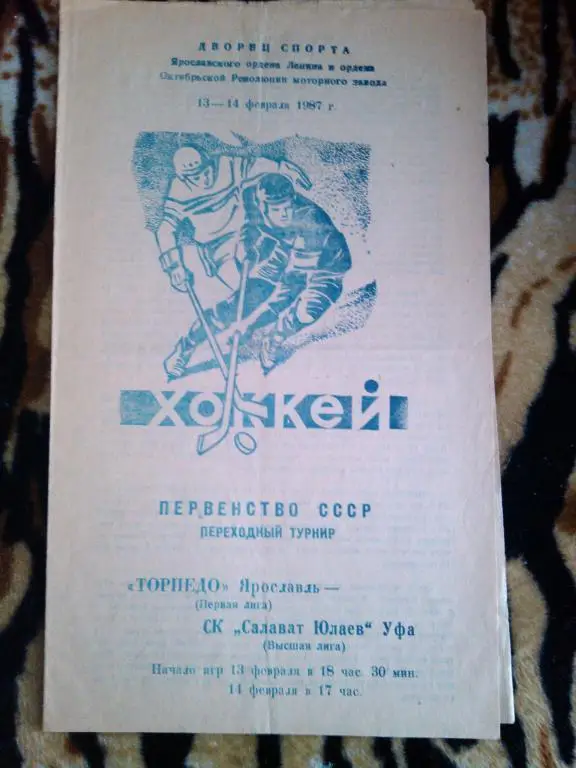 ДВОРЕЦ СПОРТА
Ярославского ордена Ленина и ордена
Октябрьской Революции моторного завода
13—14 февраля 1987 г.
хоккей
ПЕРВЕНСТВО СССР
ПЕРЕХОДНЫЙ ТУРНИР
«ТОРПЕДО» Ярославль—
(Первая лига)
СК „Салават Юлаев" Уфа
(Высшая лига)
Начало игр 13 февраля в 18 час. 30 мин.
14 февраля в 17 час.